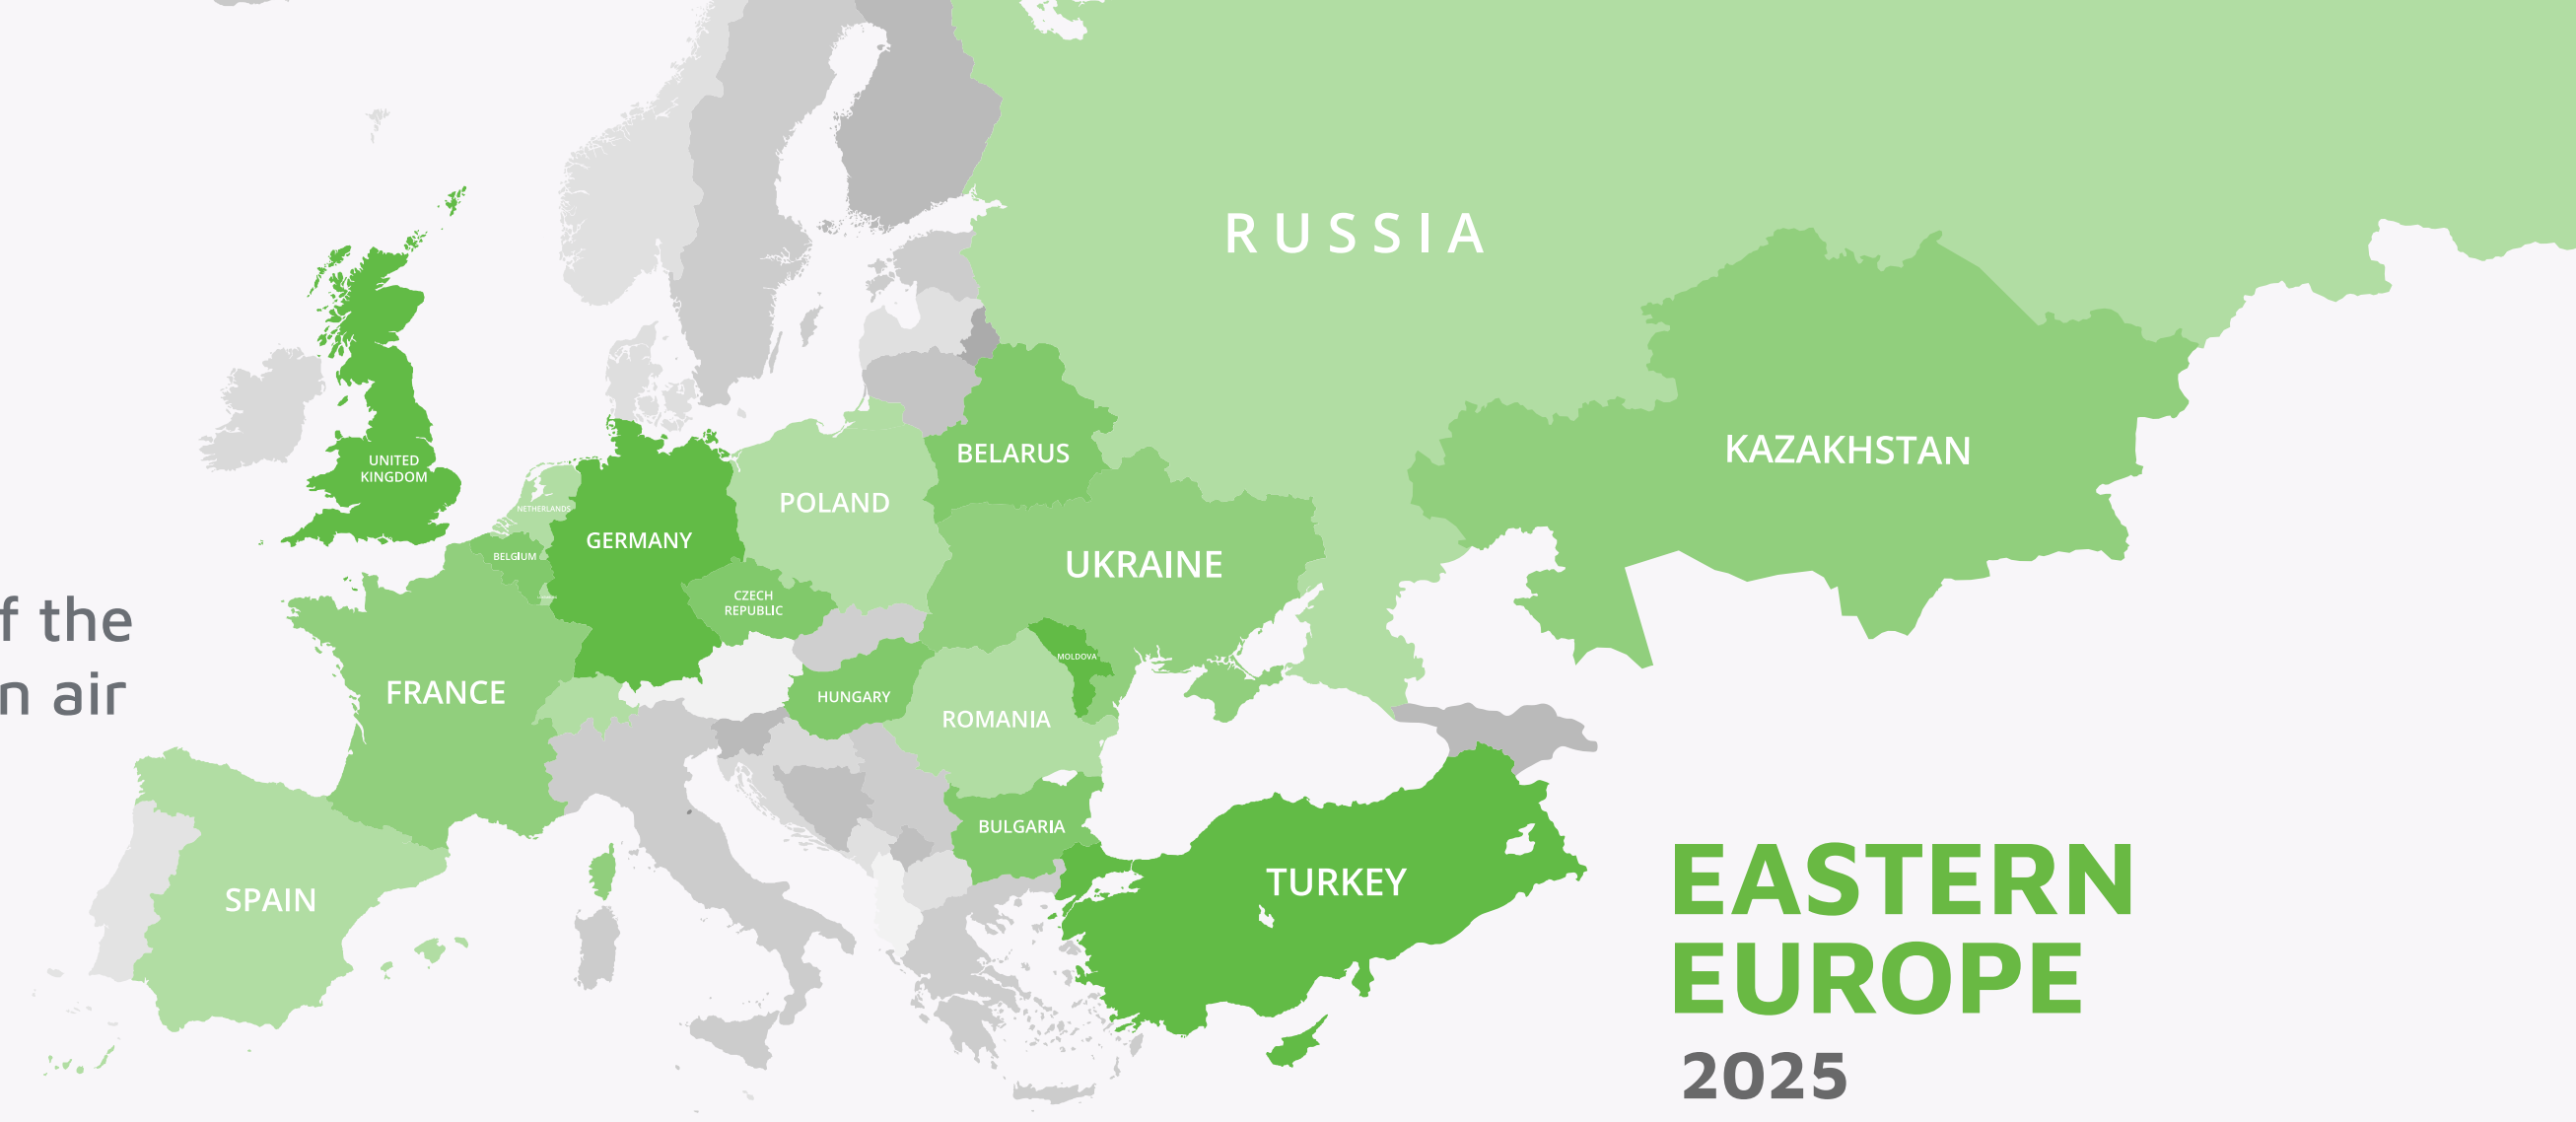 RUSSIA
KAZAKHSTAN
BELARUS
UNITED
KINGDOM
POLAND
NETHERLANDS
GERMANY
BELGIUM
UKRAINE
CZECH
REPUBLIC
f the
MOLDOVA
FRANCE
HUNGARY
n air
ROMANIA
BULGARIA
TURKEY
SPAIN
EASTERN
EUROPE
2025